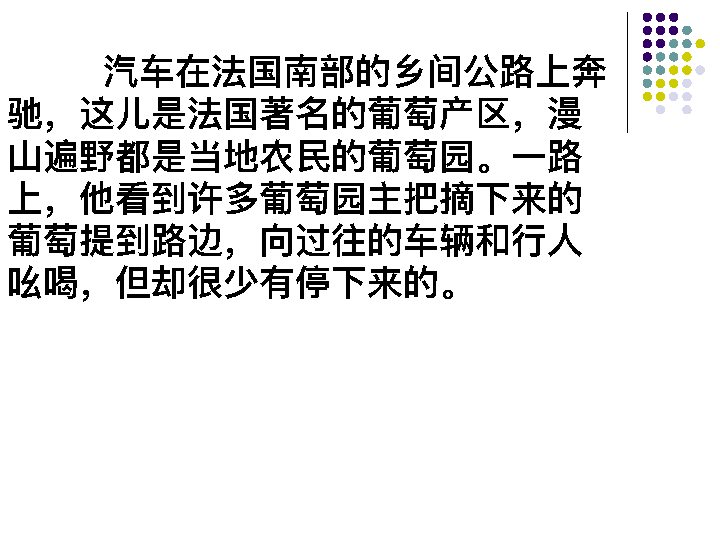 汽车在法国南部的乡间公路上奔
驰，这儿是法国著名的葡萄产区，漫
山遍野都是当地农民的葡萄园。一路
上，他看到许多葡萄园主把摘下来的
葡萄提到路边，向过往的车辆和行人
吆喝，但却很少有停下来的。